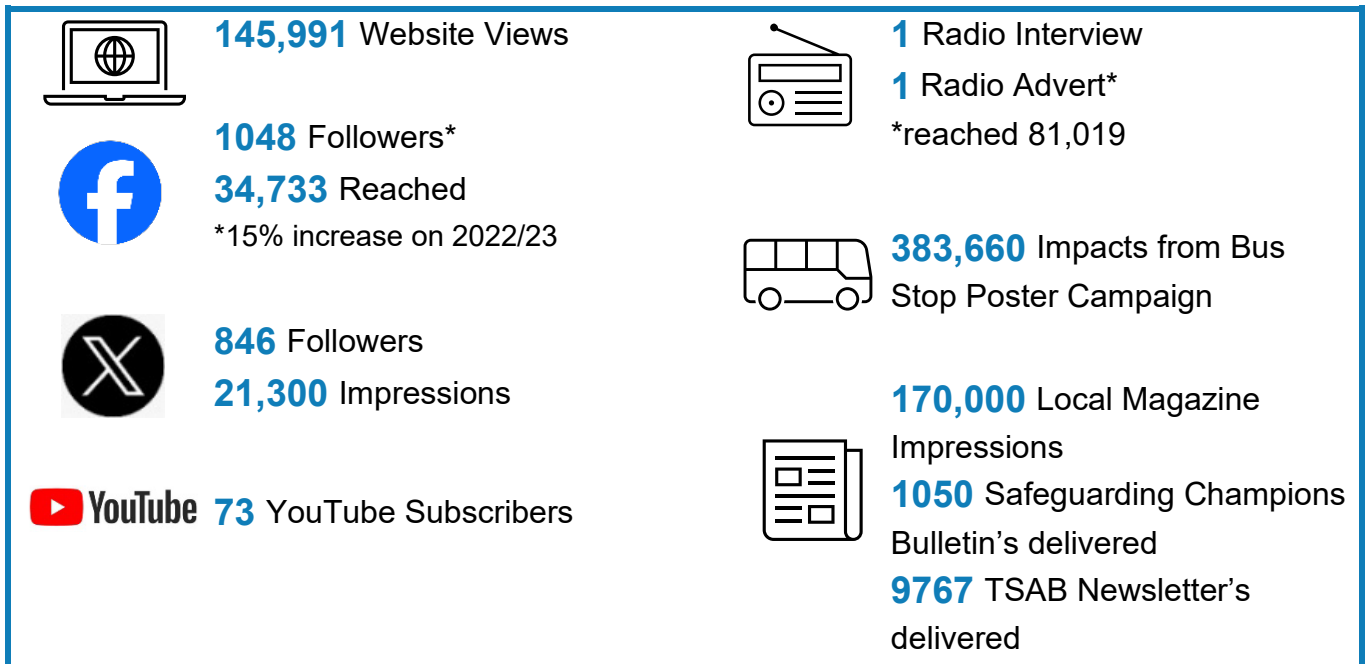 145,991 Website Views
1048 Followers*
34,733 Reached
*15% increase on 2022/23
846 Followers
21,300 Impressions
YouTube 73 YouTube Subscribers
1 Radio Interview
1 Radio Advert*
*reached 81,019
383,660 Impacts from Bus
Stop Poster Campaign
170,000 Local Magazine
Impressions
1050 Safeguarding Champions
Bulletin’s delivered
9767 TSAB Newsletter’s
delivered